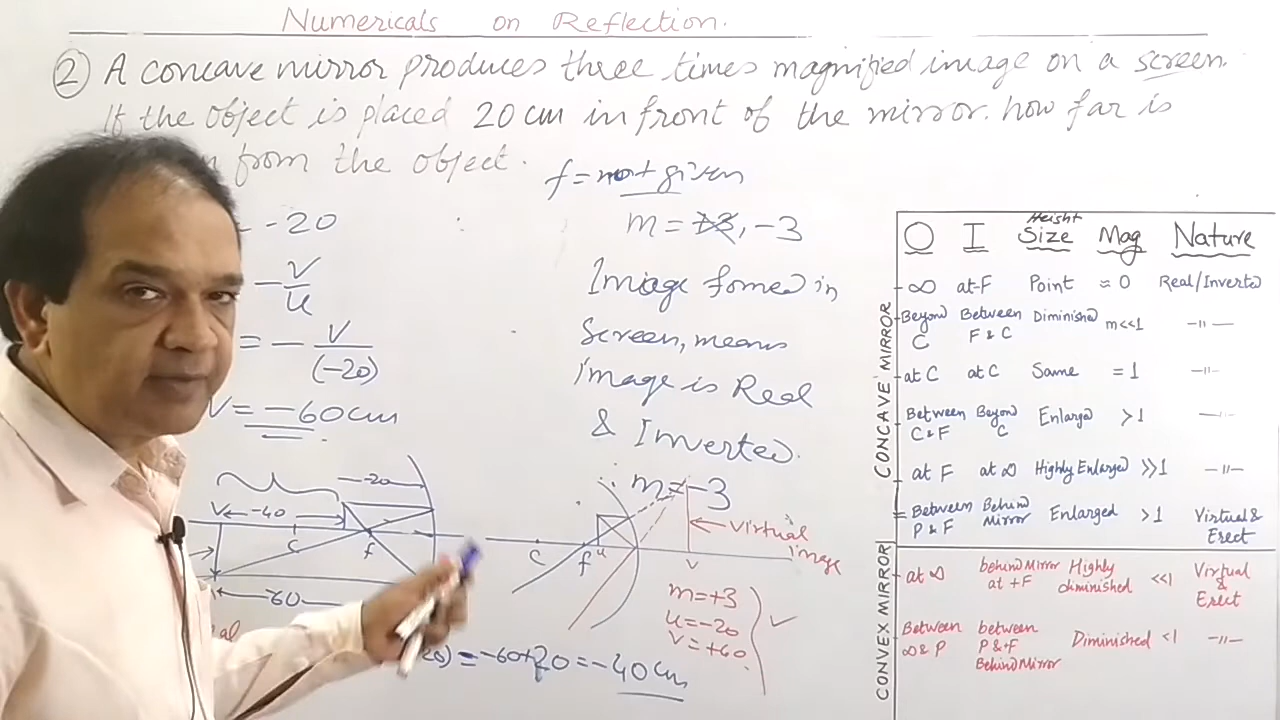 Numericals on Reflection.
② A concave mirror produces three times magnified image on a screen.
If the object is placed 20 cm in front of the mirror. how far is
from the object.
f = not given
= -20
m = +3, -3
- V/u
= - V/(-20)
V = -60cm
Image fomed in
Screen, means
image is Real
& Inverted.
m = -3
-20
V -40
C
f
60
C
f
u
v
Virtual
image
m = +3
u = -20
V = +60
20) = -60+20 = -40 cm
CONCAVE MIRROR
O I Height Size Mag Nature
∞ at-F Point ≈ 0 Real/Inverted
Beyond C Between F & C Diminished m<<1 -〃-
at C at C Same = 1 -〃-
Between C & F Beyond C Enlarged >1 -〃-
at F at ∞ Highly Enlarged >>1 -〃-
Between P & F Behind Mirror Enlarged >1 Virtual & Erect
CONVEX MIRROR
at ∞ behind Mirror at +F Highly diminished <<1 Virtual & Erect
Between ∞ & P between P & +F Behind Mirror Diminished <1 -〃-